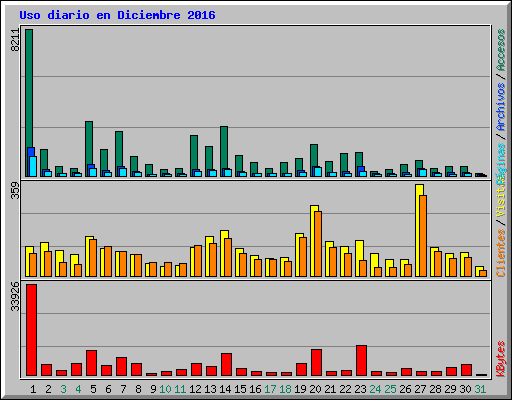 Uso diario en Diciembre 2016
8211
359
33926
Accesos / Archivos / Páginas
Clientes / Visitas
KBytes
1 2 3 4 5 6 7 8 9 10 11 12 13 14 15 16 17 18 19 20 21 22 23 24 25 26 27 28 29 30 31